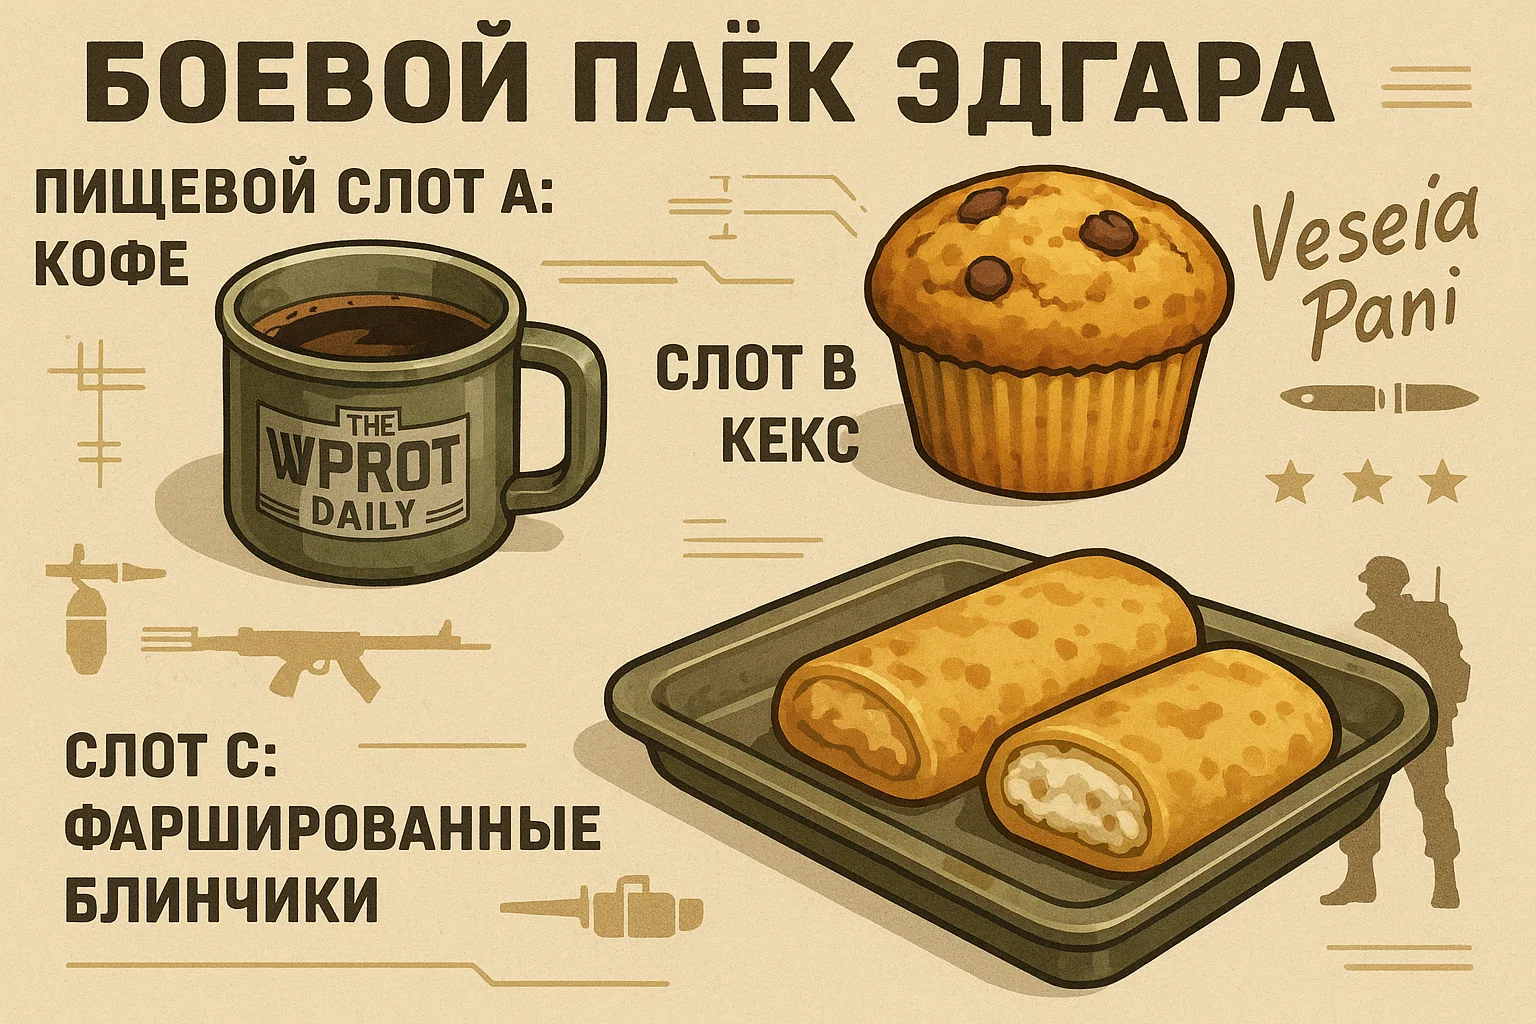 БОЕВОЙ ПАЁК ЭДГАРА
ПИЩЕВОЙ СЛОТ А:
КОФЕ
THE
WPROT
DAILY
СЛОТ В
КЕКС
Veseia
Pani
СЛОТ С:
ФАРШИРОВАННЫЕ
БЛИНЧИКИ